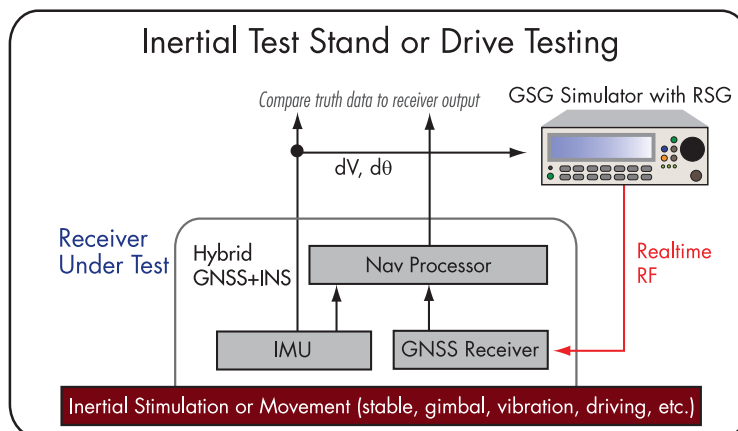 Inertial Test Stand or Drive Testing
Compare truth data to receiver output
GSG Simulator with RSG
dV, dθ
Receiver
Under Test
Hybrid
GNSS+INS
Nav Processor
Realtime
RF
IMU
GNSS Receiver
Inertial Stimulation or Movement (stable, gimbal, vibration, driving, etc.)